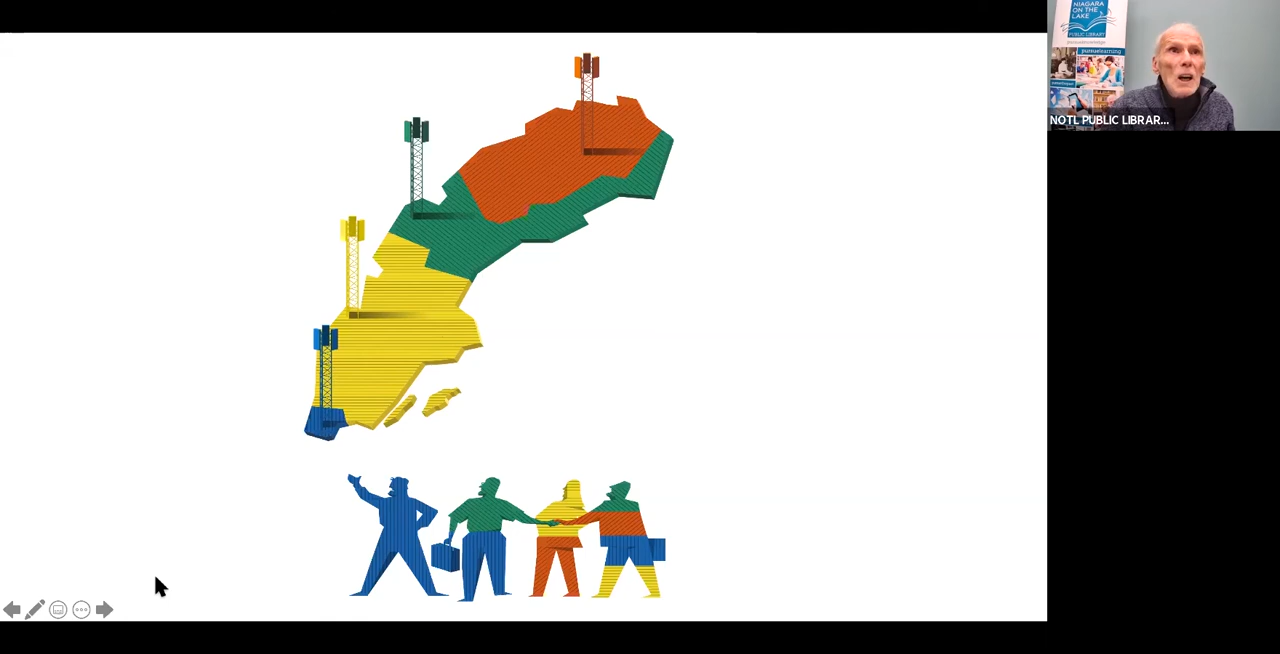 NIAGARA
ON THE
LAKE
PUBLIC LIBRARY
NOTL PUBLIC LIBRAR...